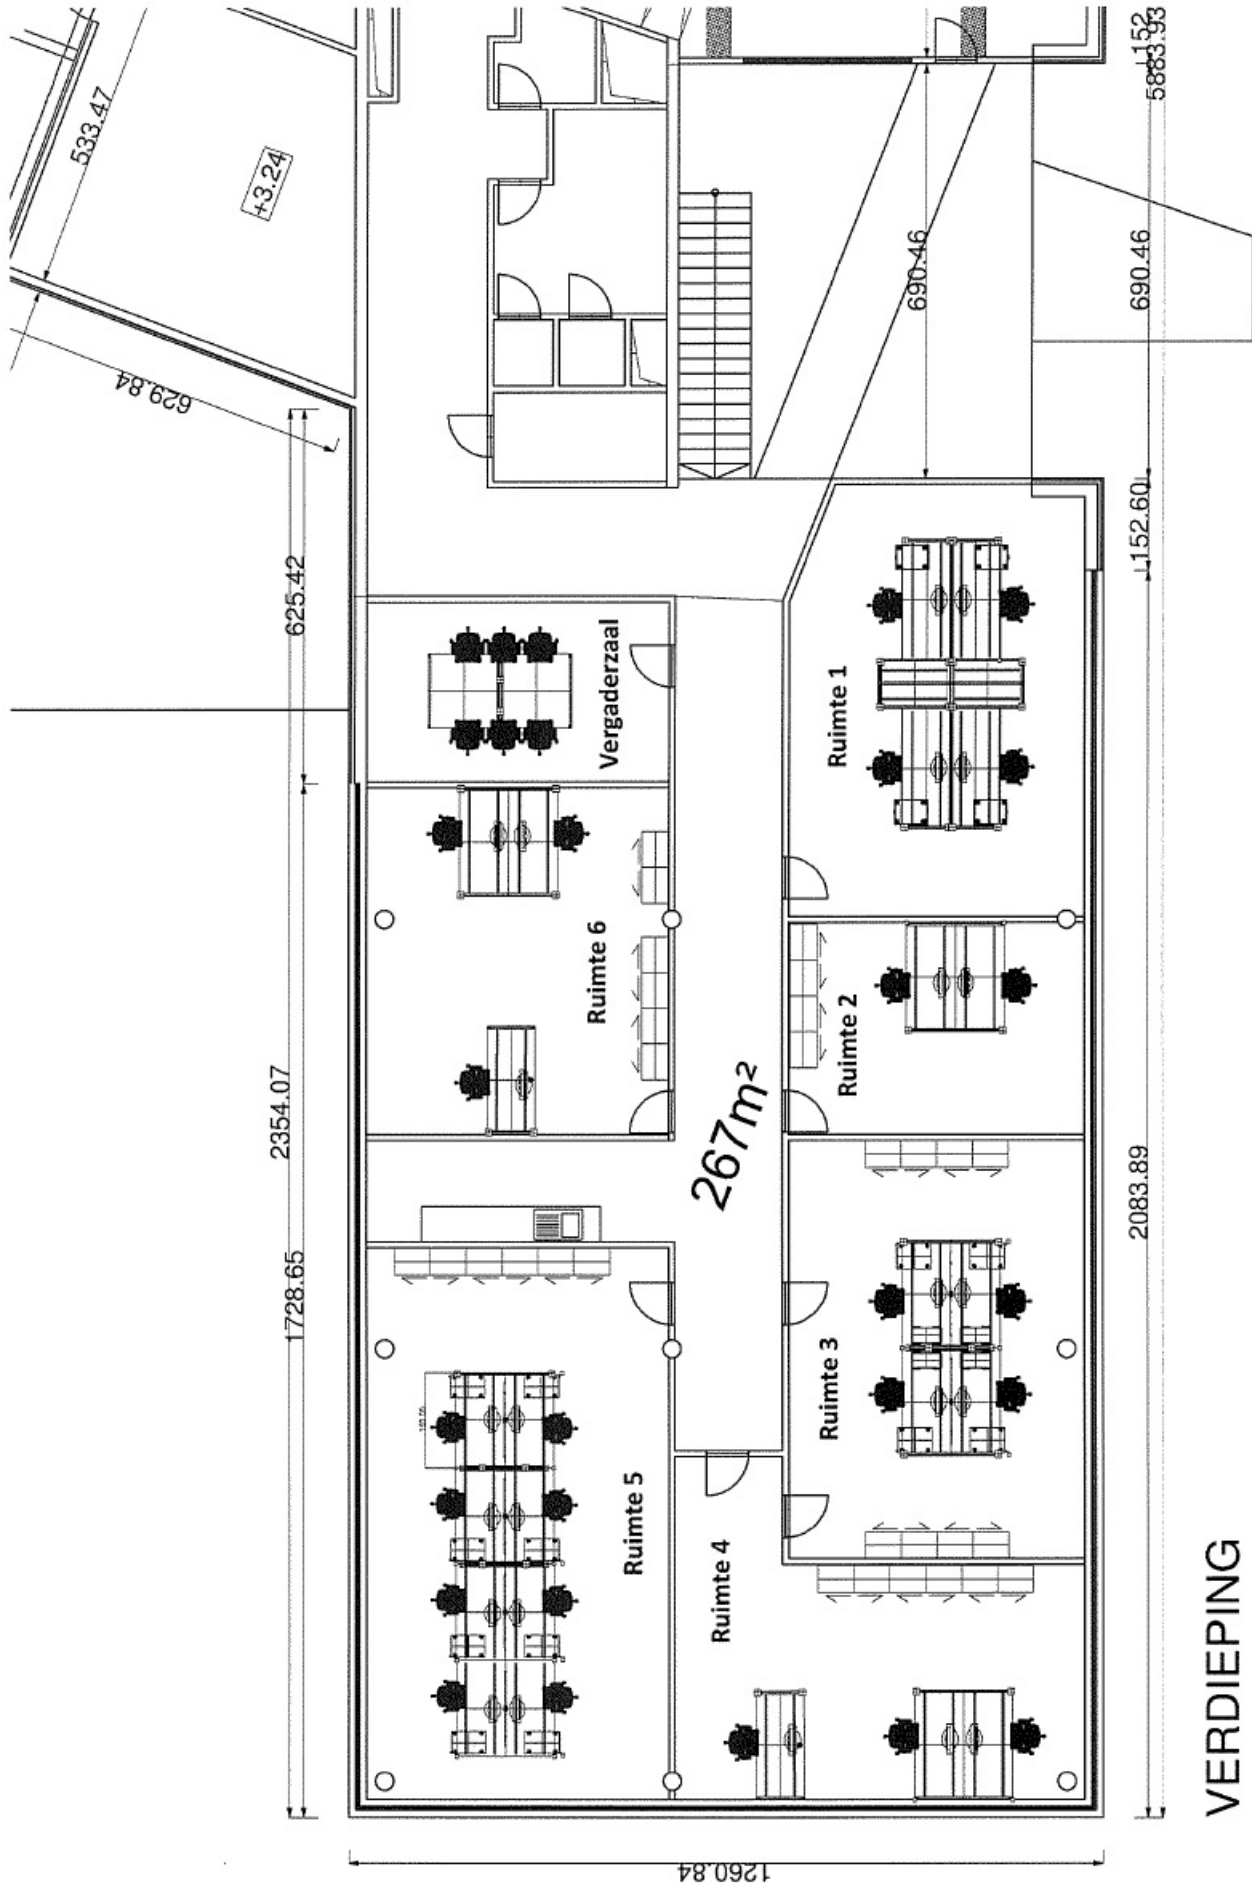 533.47
+3.24
629.84
625.42
2354.07
1728.65
152
5883.93
690.46
690.46
152.60
2083.89
1260.84
Vergaderzaal
Ruimte 1
Ruimte 6
Ruimte 2
267m²
Ruimte 3
Ruimte 5
Ruimte 4
VERDIEPING